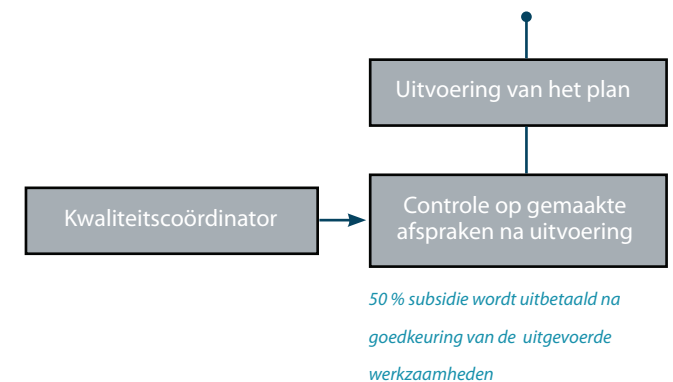 Uitvoering van het plan
Kwaliteitscoördinator
Controle op gemaakte
afspraken na uitvoering
50 % subsidie wordt uitbetaald na
goedkeuring van de uitgevoerde
werkzaamheden